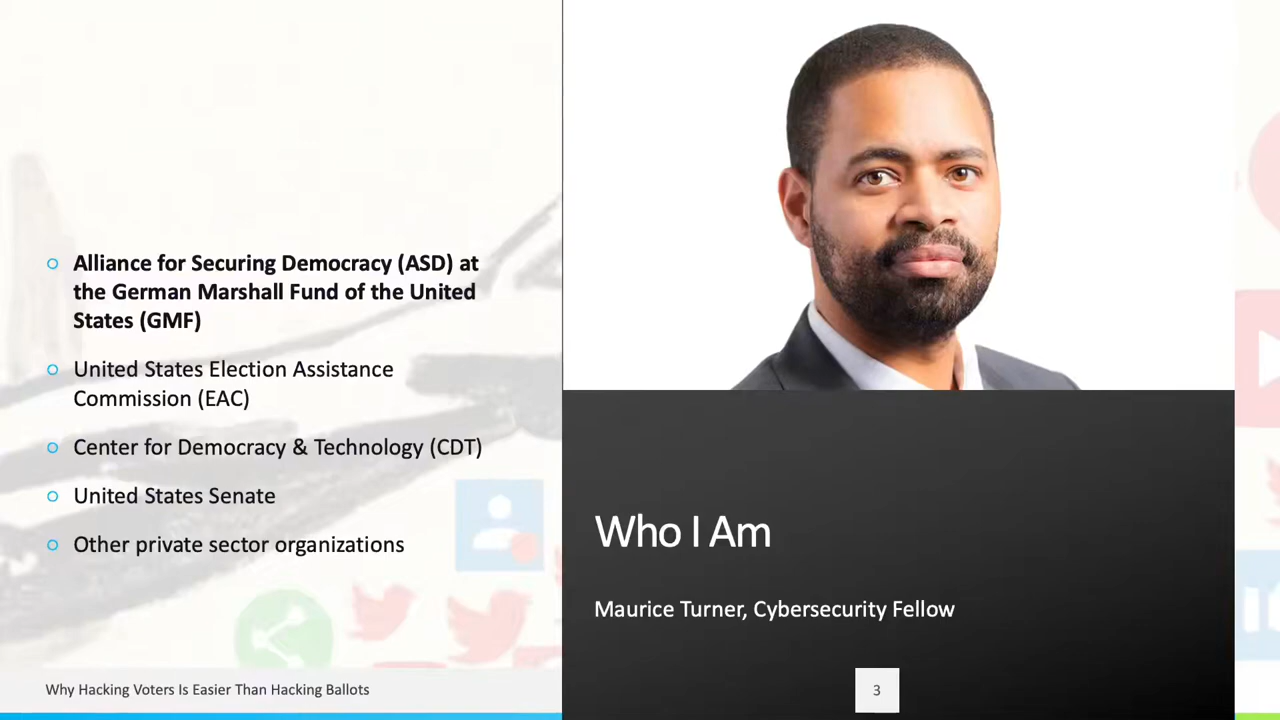 Alliance for Securing Democracy (ASD) at
the German Marshall Fund of the United
States (GMF)
United States Election Assistance
Commission (EAC)
Center for Democracy & Technology (CDT)
United States Senate
Other private sector organizations
Who I Am
Maurice Turner, Cybersecurity Fellow
Why Hacking Voters Is Easier Than Hacking Ballots
3